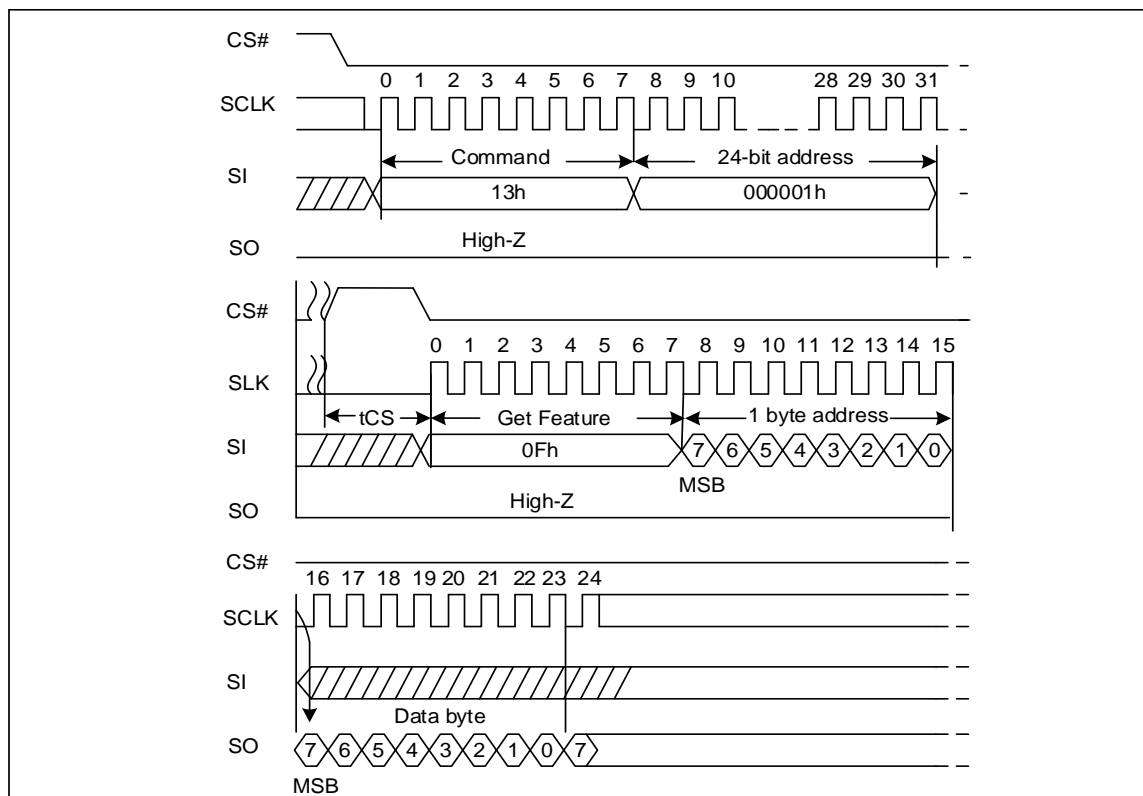 CS#
0 1 2 3 4 5 6 7 8 9 10 28 29 30 31
SCLK
Command 24-bit address
SI
13h 000001h
High-Z
SO
CS#
0 1 2 3 4 5 6 7 8 9 10 11 12 13 14 15
SLK
tCS Get Feature 1 byte address
SI
0Fh 7 6 5 4 3 2 1 0
MSB
High-Z
SO
CS#
16 17 18 19 20 21 22 23 24
SCLK
SI
Data byte
SO 7 6 5 4 3 2 1 0 7
MSB